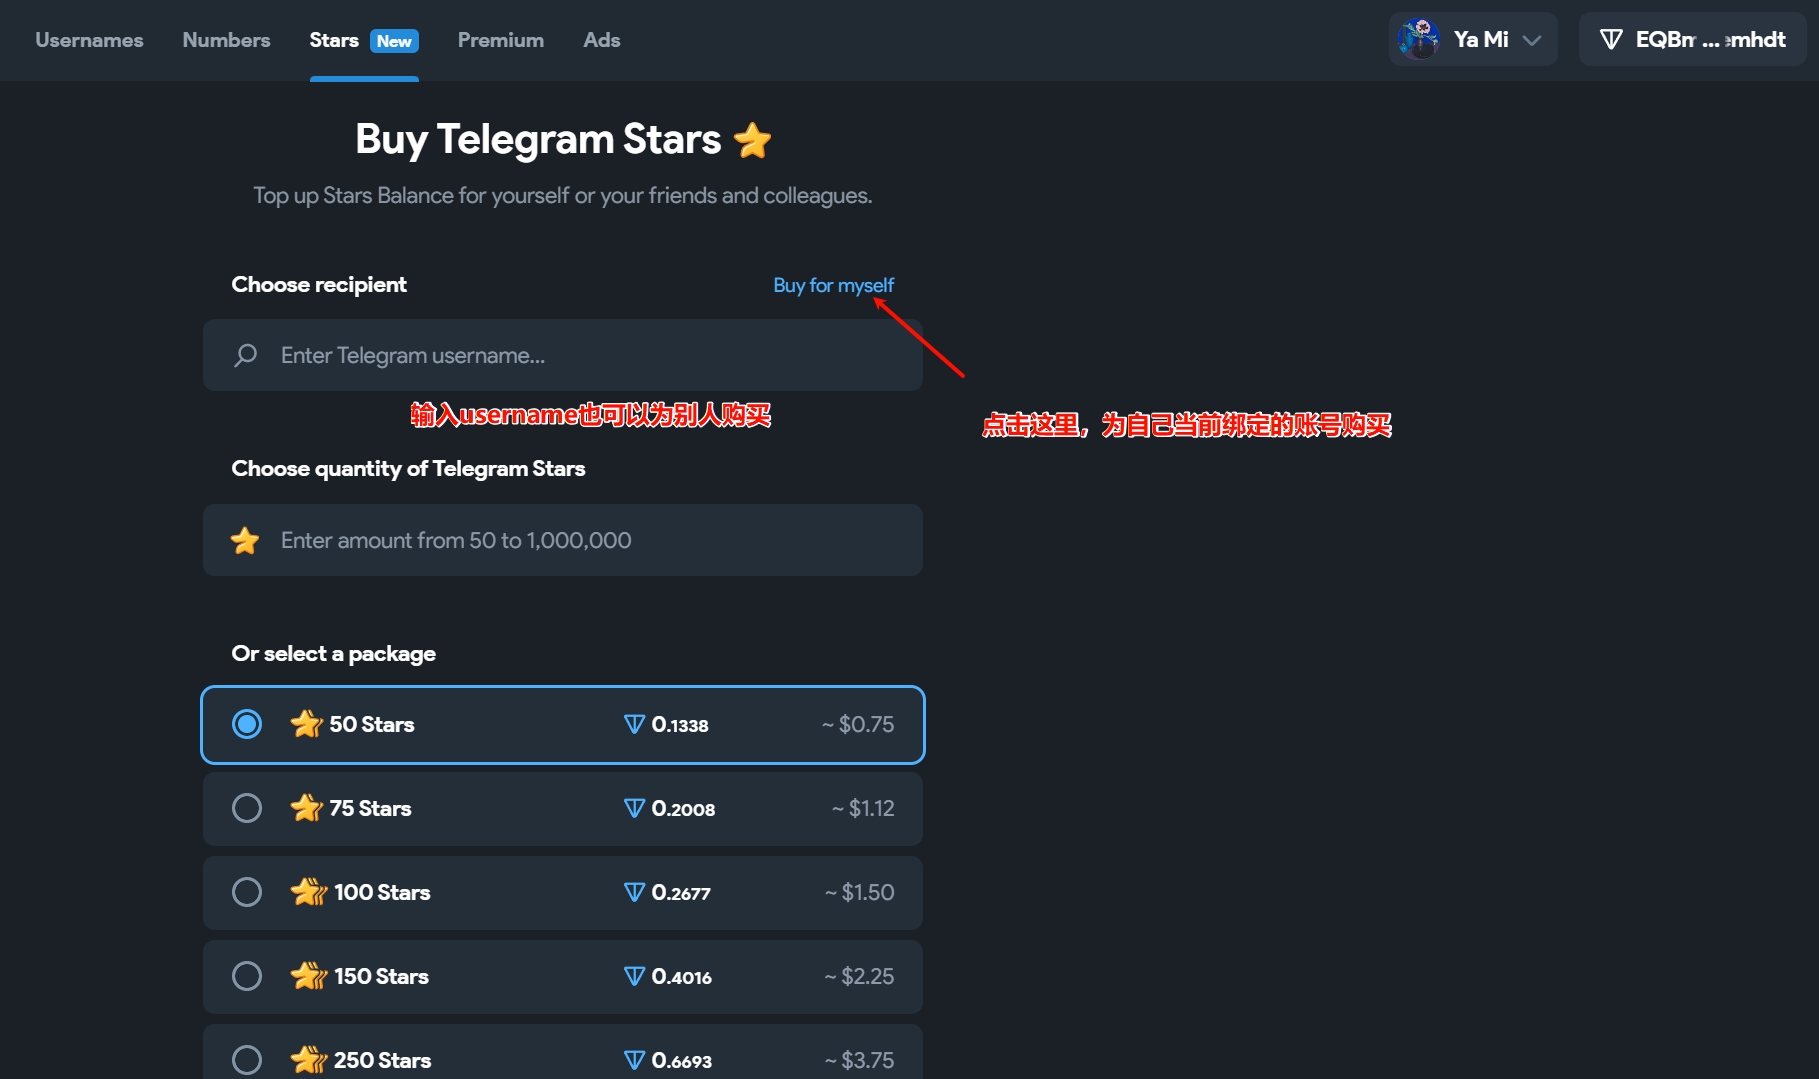 Usernames
Numbers
Stars New
Premium
Ads
Ya Mi
... mhdt
Buy Telegram Stars
Top up Stars Balance for yourself or your friends and colleagues.
Choose recipient
Buy for myself
Enter Telegram username...
输入username也可以为别人购买
点击这里，为自己当前绑定的账号购买
Choose quantity of Telegram Stars
Enter amount from 50 to 1,000,000
Or select a package
50 Stars 0.1338 ~ $0.75
75 Stars 0.2008 ~ $1.12
100 Stars 0.2677 ~ $1.50
150 Stars 0.4016 ~ $2.25
250 Stars 0.6693 ~ $3.75